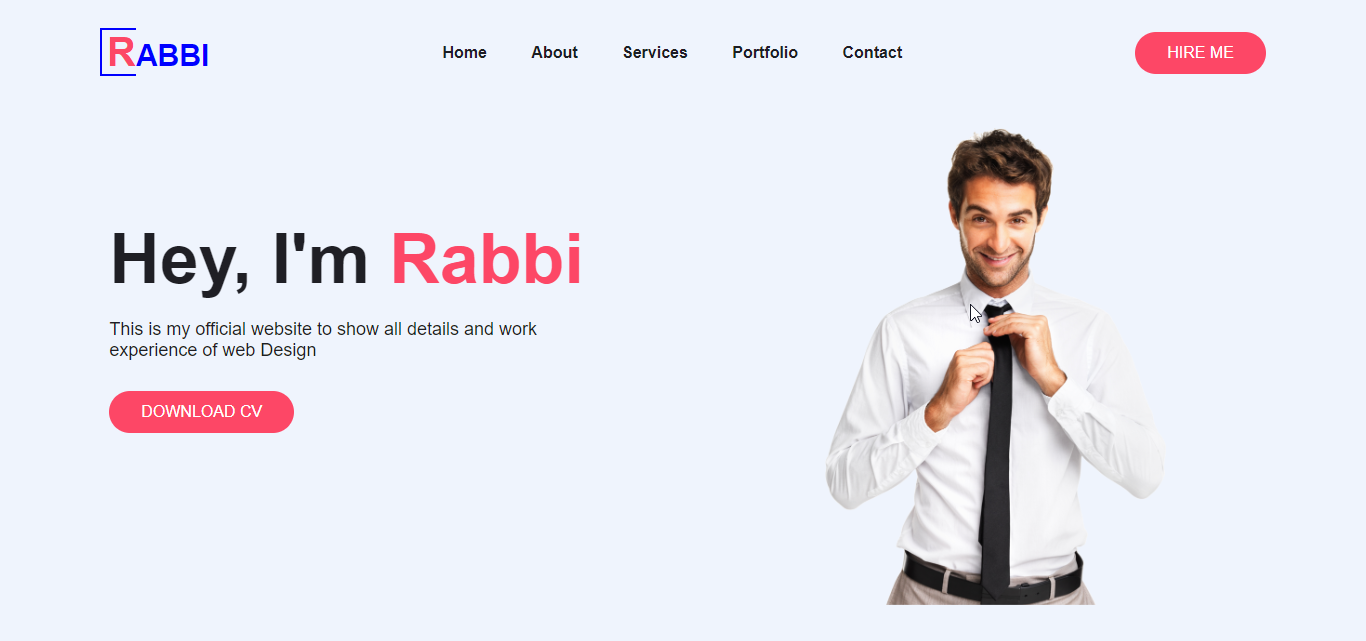 RABBI
Home About Services Portfolio Contact
HIRE ME
Hey, I'm Rabbi
This is my official website to show all details and work
experience of web Design
DOWNLOAD CV